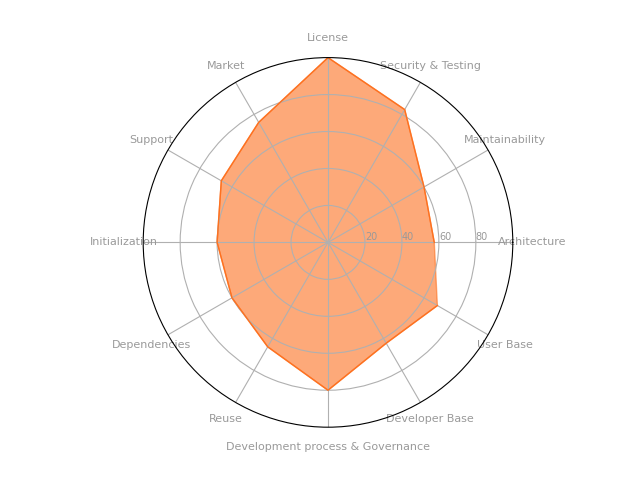 License
Market
Security & Testing
Support
Maintainability
Initialization
20
40
60
80
Architecture
Dependencies
User Base
Reuse
Developer Base
Development process & Governance